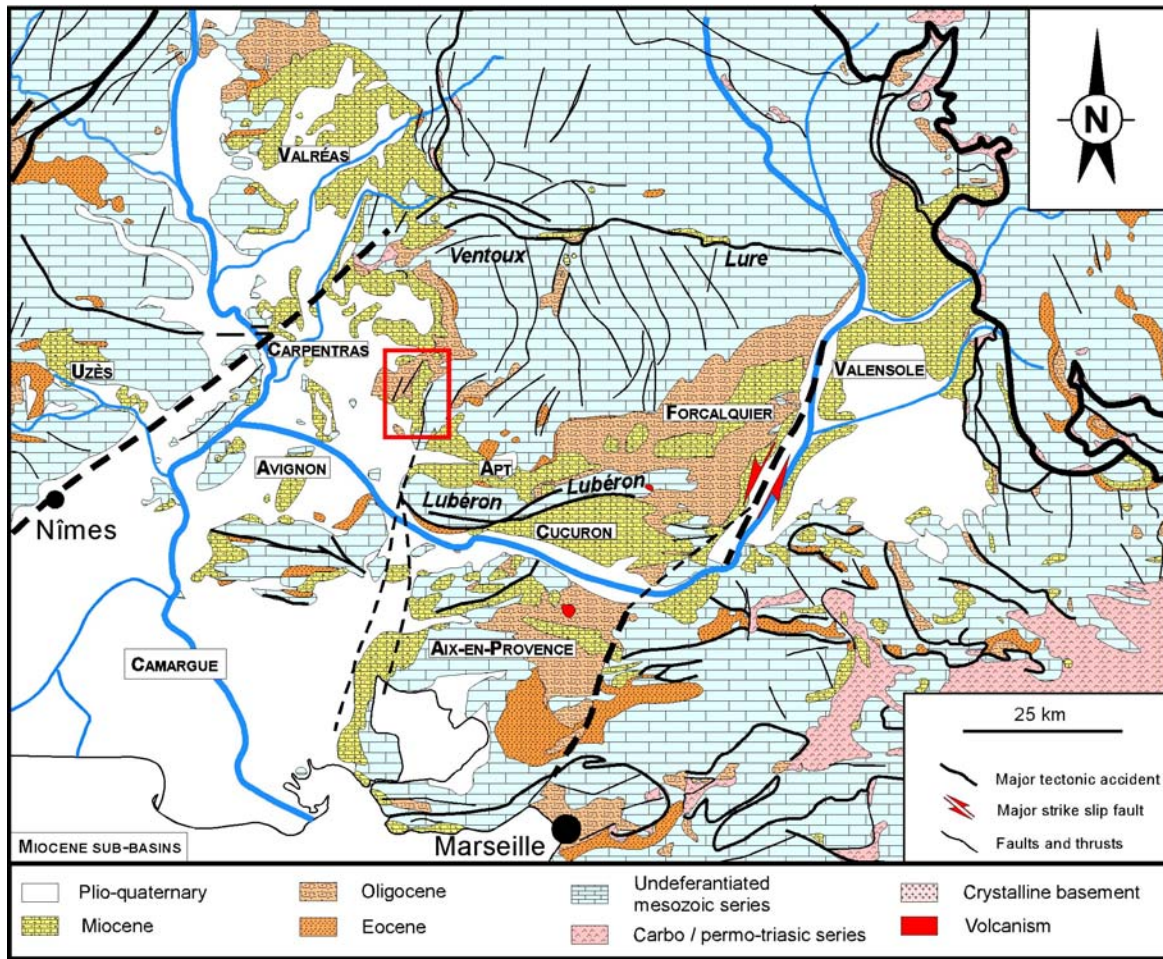 N
VALRÉAS
Ventoux
Lure
CARPENTRAS
UZÈS
VALENSOLE
FORCALQUIER
AVIGNON
APT
Lubéron
Lubéron
Nîmes
CUCURON
CAMARGUE
AIX-EN-PROVENCE
25 km
Major tectonic accident
Major strike slip fault
Faults and thrusts
MIOCENE SUB-BASINS
Marseille
Plio-quaternary
Oligocene
Undeferantiated
mesozoic series
Crystalline basement
Miocene
Eocene
Carbo / permo-triasic series
Volcanism